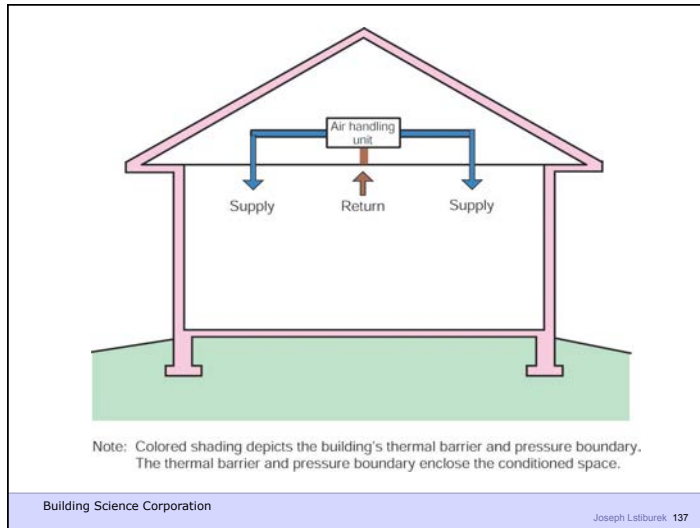 Air handling
unit
Supply
Return
Supply
Note: Colored shading depicts the building's thermal barrier and pressure boundary.
The thermal barrier and pressure boundary enclose the conditioned space.
Building Science Corporation
Joseph Lstiburek 137